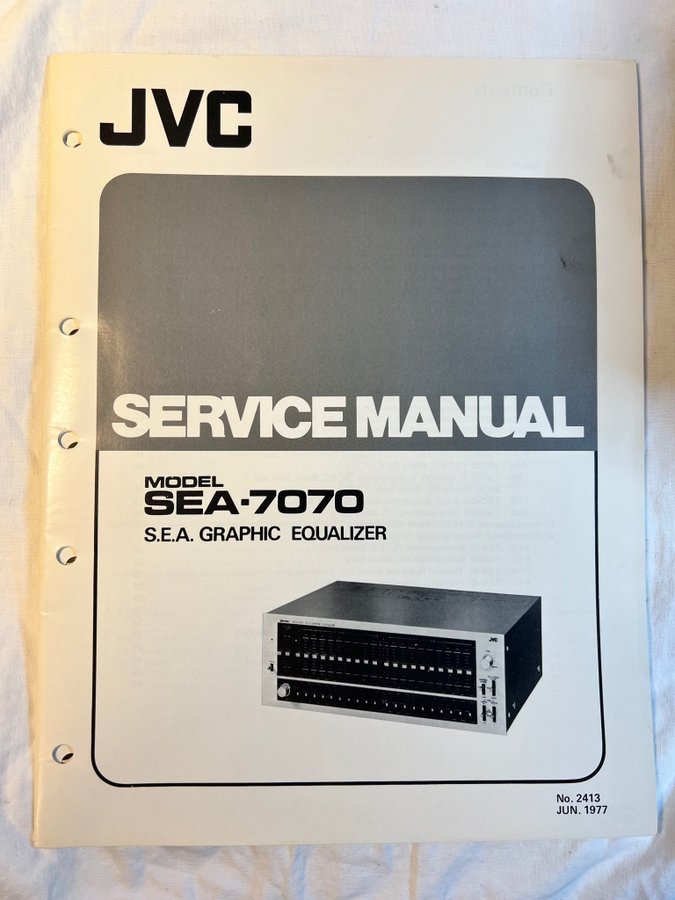 JVC
SERVICE MANUAL
MODEL
SEA-7070
S.E.A. GRAPHIC EQUALIZER
JVC
No. 2413
JUN. 1977